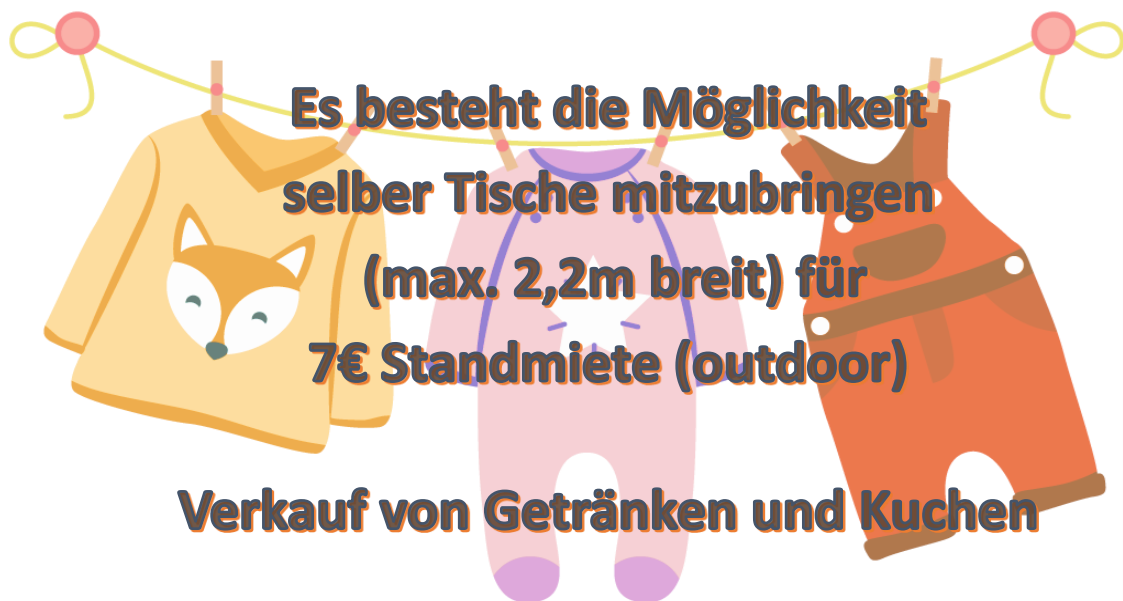 Es besteht die Möglichkeit
selber Tische mitzubringen
(max. 2,2m breit) für
7€ Standmiete (outdoor)
Verkauf von Getränken und Kuchen